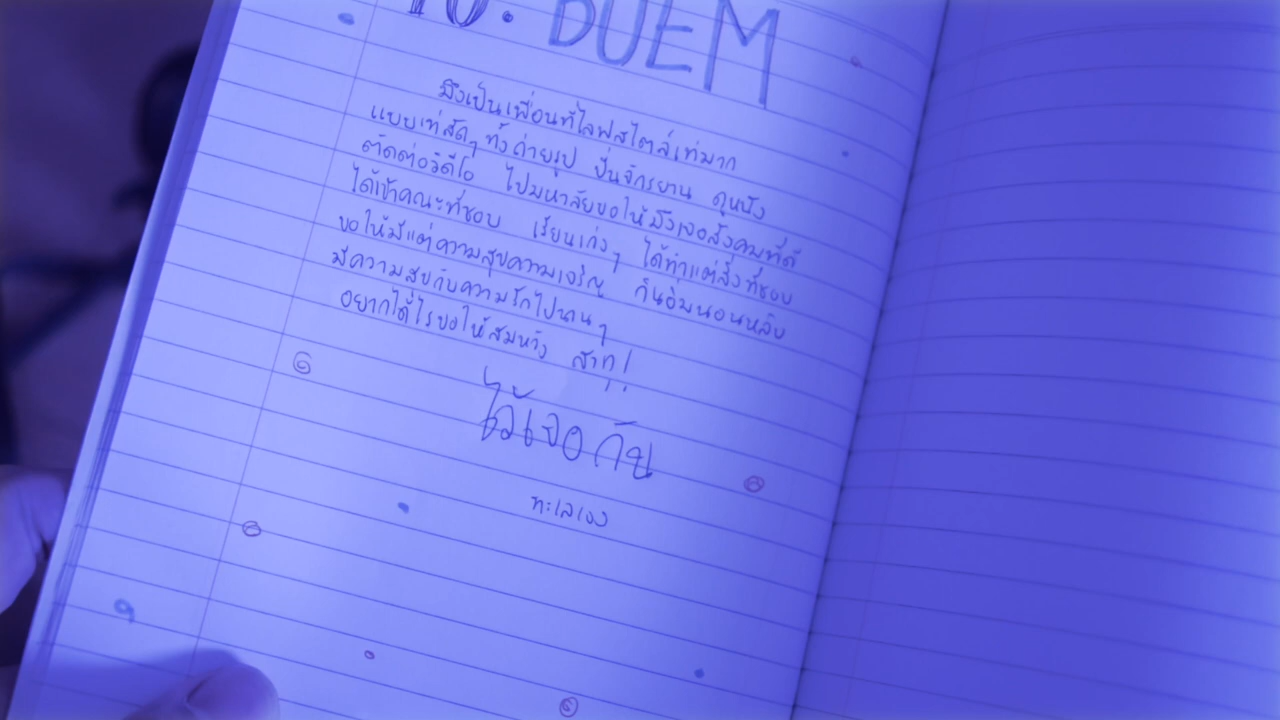 TO. DUEM
มึงเป็นเพื่อนที่ไลฟ์สไตล์เท่มาก
แบบเท่สัดๆ ทั้งถ่ายรูป ปั่นจักรยาน ดูหนัง
ตัดต่อวิดีโอ ไปมหาลัยขอให้มึงเจอสังคมที่ดี
ได้เข้าคณะที่ชอบ เรียนเก่งๆ ได้ทำแต่สิ่งที่ชอบ
ขอให้มีแต่ความสุขความเจริญ กินอิ่มนอนหลับ
มีความสุขกับความรักไปนานๆ
อยากได้ไรขอให้สมหวัง สาทุ!
ไว้เจอกัน
ทะเลเอง